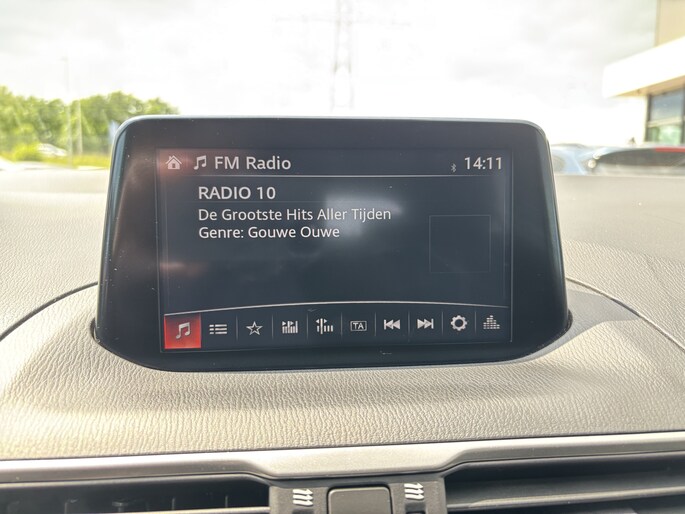 FM Radio
14:11
RADIO 10
De Grootste Hits Aller Tijden
Genre: Gouwe Ouwe
TA